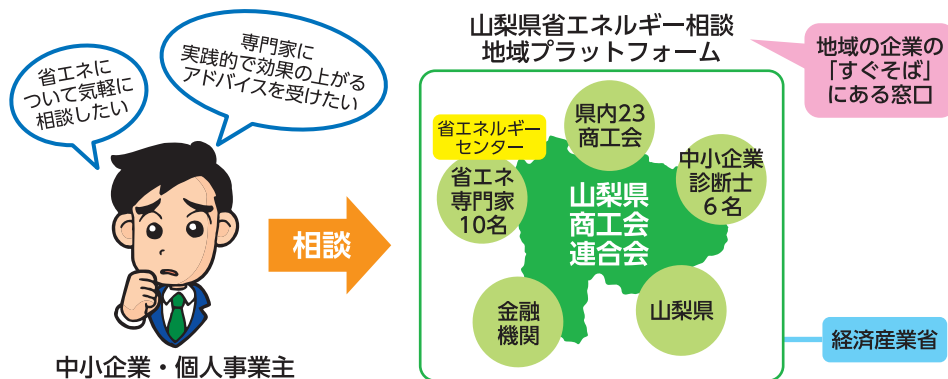 省エネに
ついて気軽に
相談したい
専門家に
実践的で効果の上がる
アドバイスを受けたい
中小企業・個人事業主
相談
山梨県省エネルギー相談
地域プラットフォーム
地域の企業の
「すぐそば」
にある窓口
県内23
商工会
省エネルギー
センター
省エネ
専門家
10名
中小企業
診断士
6名
山梨県
商工会
連合会
金融
機関
山梨県
経済産業省